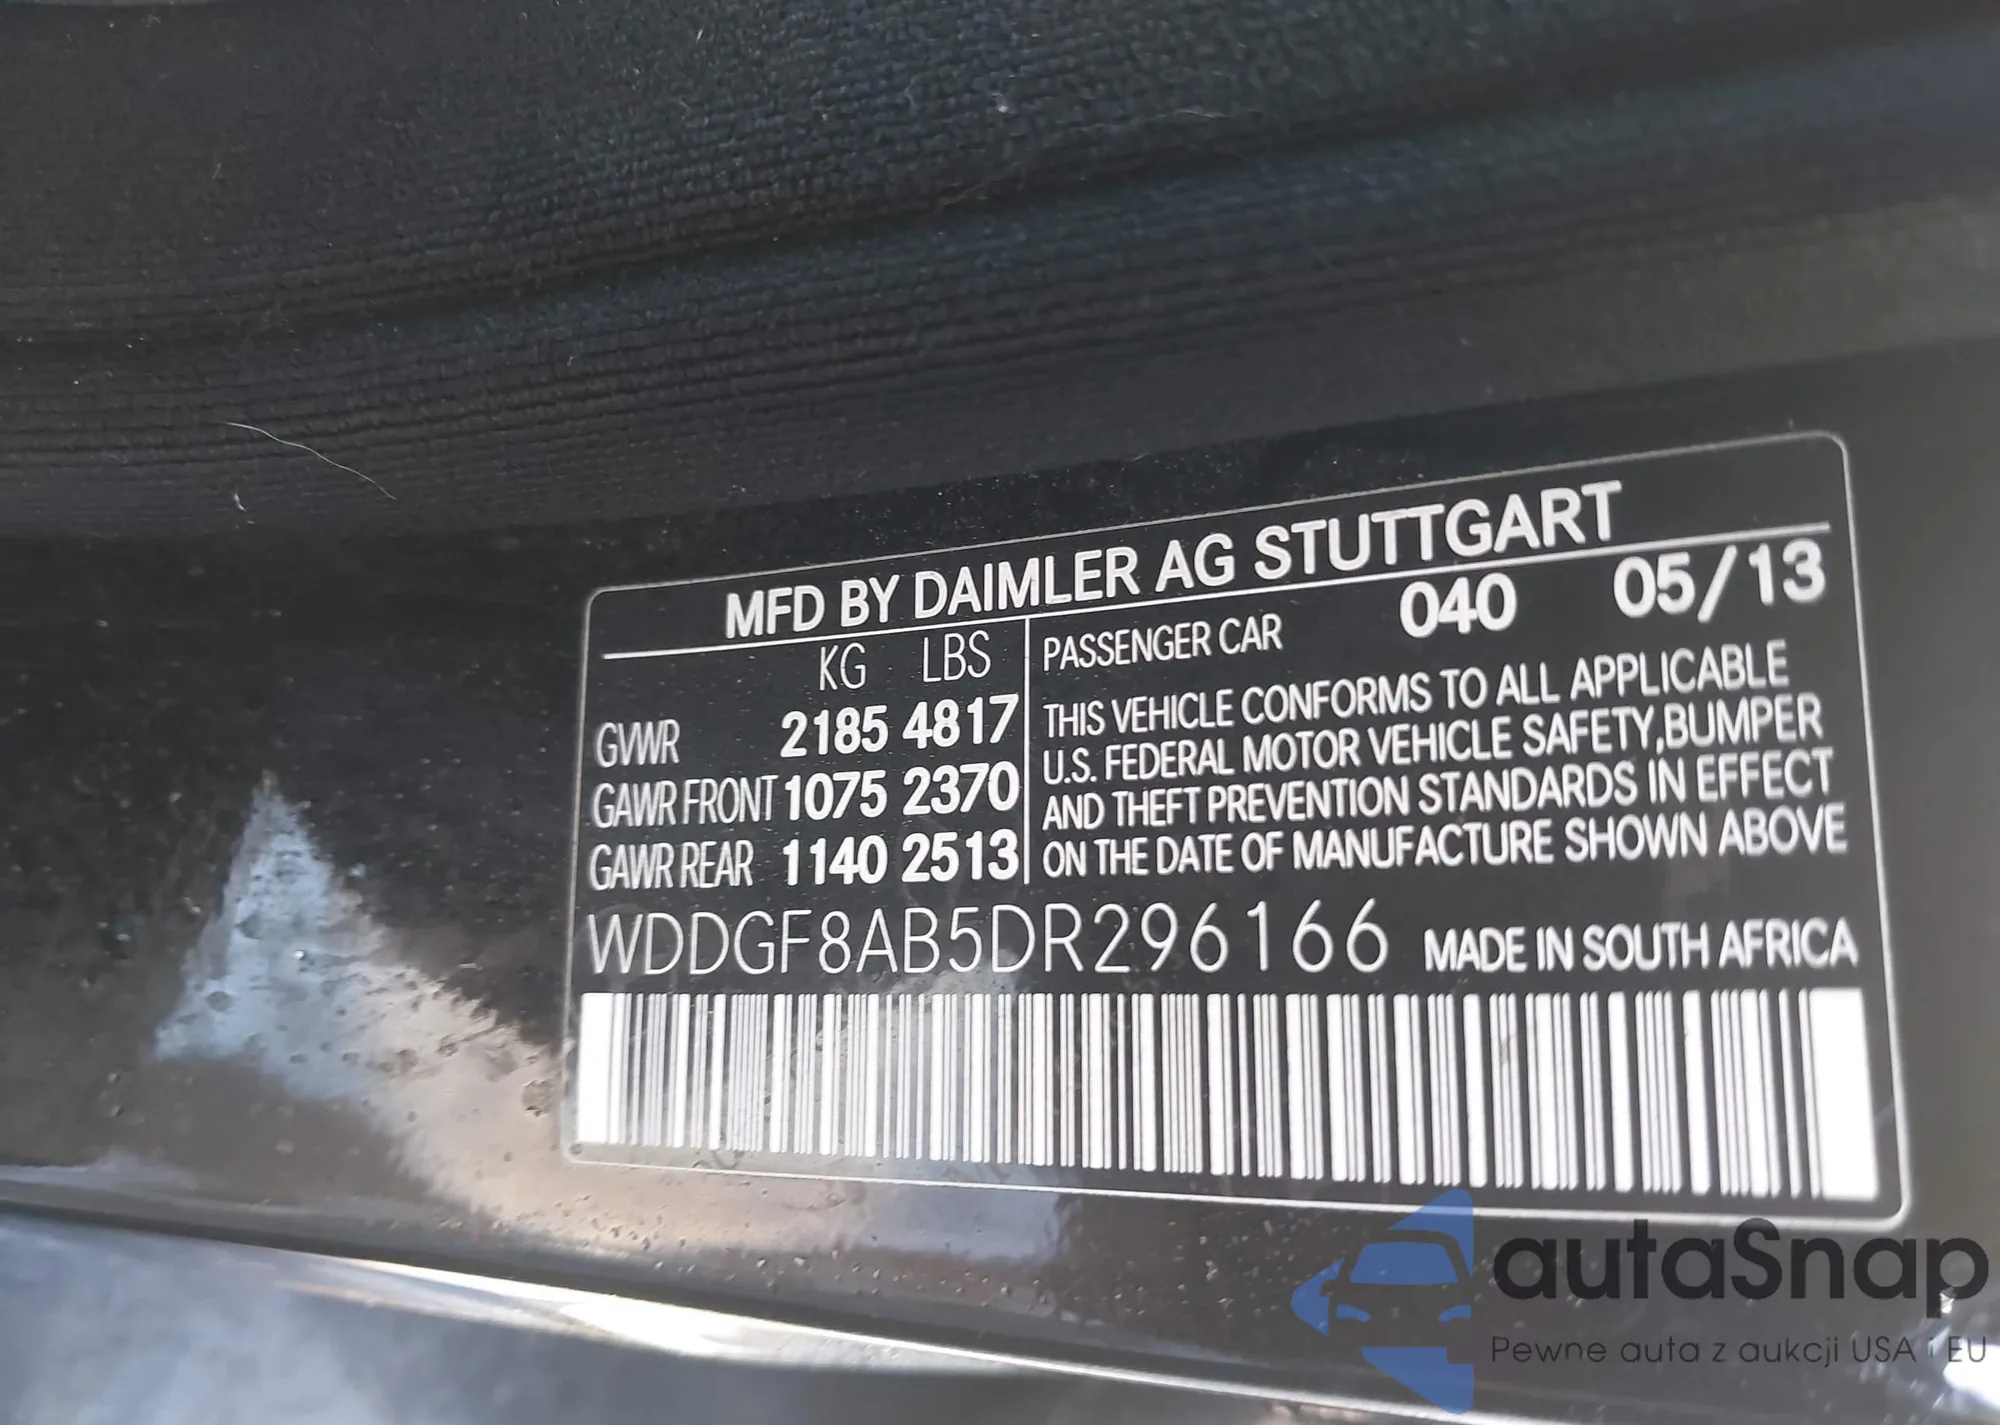 MFD BY DAIMLER AG STUTTGART
KG LBS
GVWR 2185 4817
GAWR FRONT 1075 2370
GAWR REAR 1140 2513
PASSENGER CAR 040 05/13
THIS VEHICLE CONFORMS TO ALL APPLICABLE
U.S. FEDERAL MOTOR VEHICLE SAFETY,BUMPER
AND THEFT PREVENTION STANDARDS IN EFFECT
ON THE DATE OF MANUFACTURE SHOWN ABOVE
WDDGF8AB5DR296166 MADE IN SOUTH AFRICA
autaSnap
Pewne auta z aukcji USA i EU